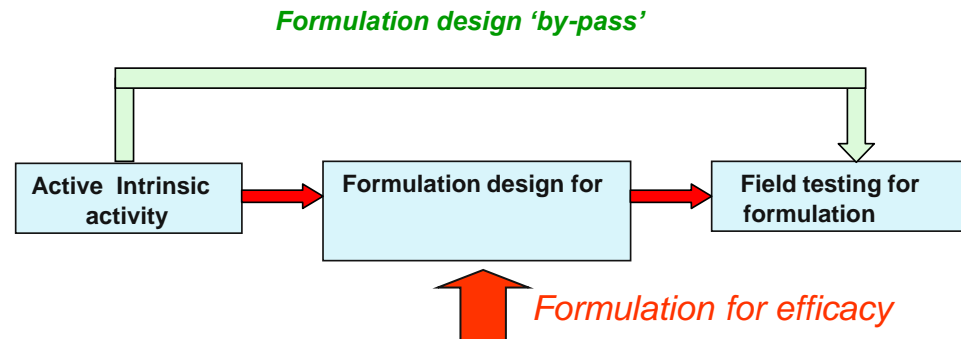 Formulation design ‘by-pass’
Active Intrinsic
activity
Formulation design for
Field testing for
formulation
Formulation for efficacy